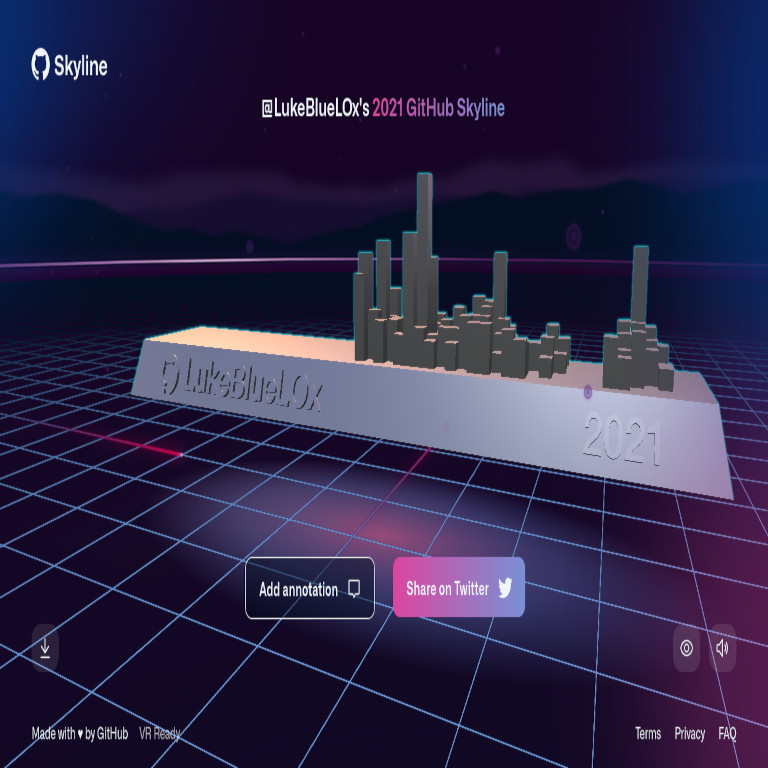 Skyline
@LukeBlueLOx's 2021 GitHub Skyline
LukeBlueLOx
2021
Add annotation
Share on Twitter
Made with ♥ by GitHub VR Ready
Terms Privacy FAQ